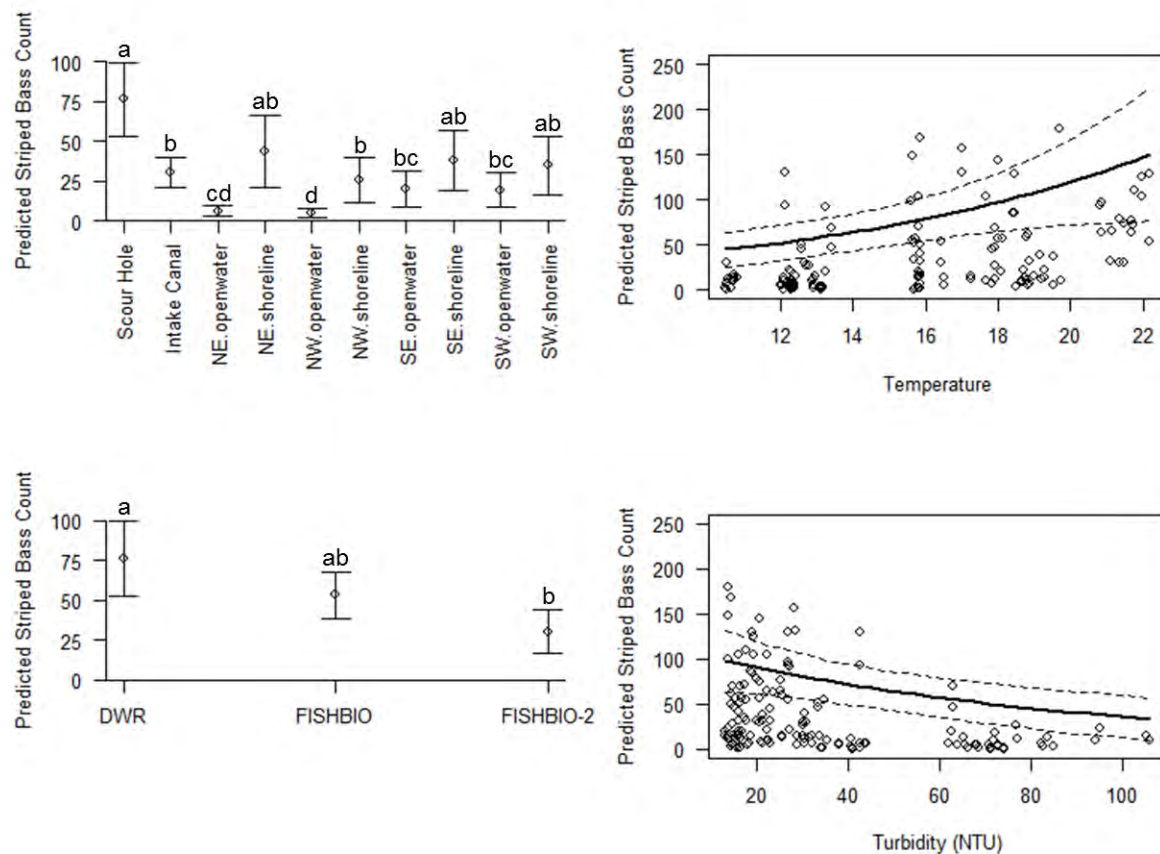 Predicted Striped Bass Count
100
75
50
25
0
a
b
cd
ab
d
b
bc
ab
bc
ab
Scour Hole
Intake Canal
NE.openwater
NE.shoreline
NW.openwater
NW.shoreline
SE.openwater
SE.shoreline
SW.openwater
SW.shoreline
Predicted Striped Bass Count
250
200
150
100
50
0
12
14
16
18
20
22
Temperature
Predicted Striped Bass Count
100
75
50
25
0
a
ab
b
DWR
FISHBIO
FISHBIO-2
Predicted Striped Bass Count
250
200
150
100
50
0
20
40
60
80
100
Turbidity (NTU)